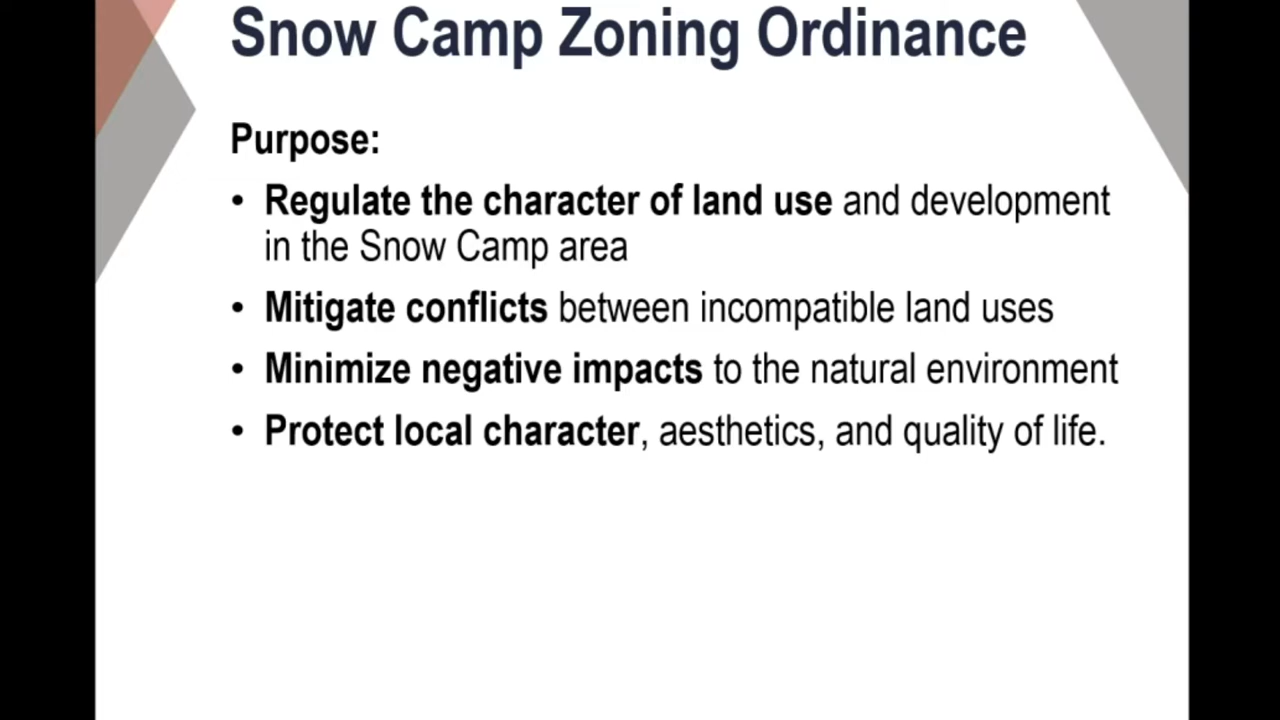 Snow Camp Zoning Ordinance
Purpose:
• Regulate the character of land use and development
in the Snow Camp area
• Mitigate conflicts between incompatible land uses
• Minimize negative impacts to the natural environment
• Protect local character, aesthetics, and quality of life.